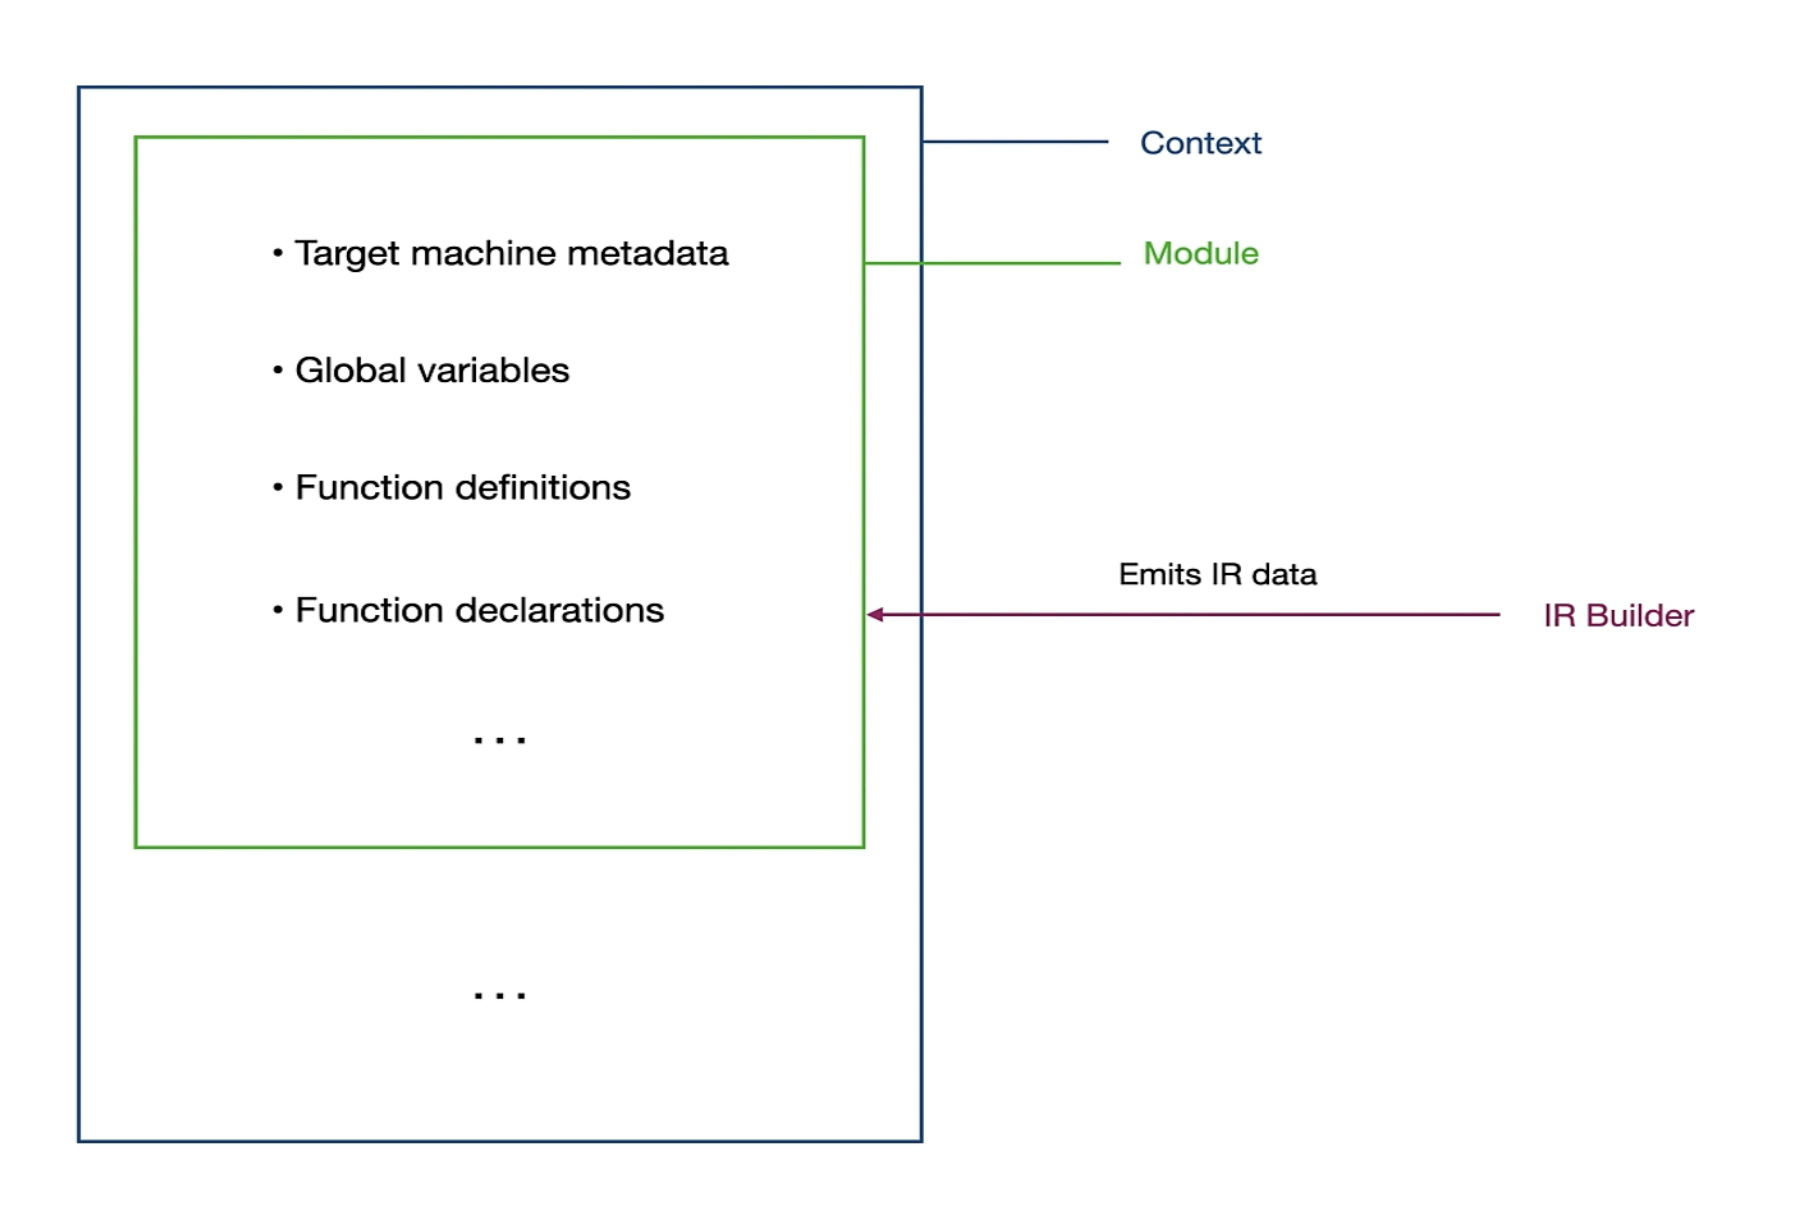 Context
• Target machine metadata
Module
• Global variables
• Function definitions
Emits IR data
• Function declarations
IR Builder
...
...